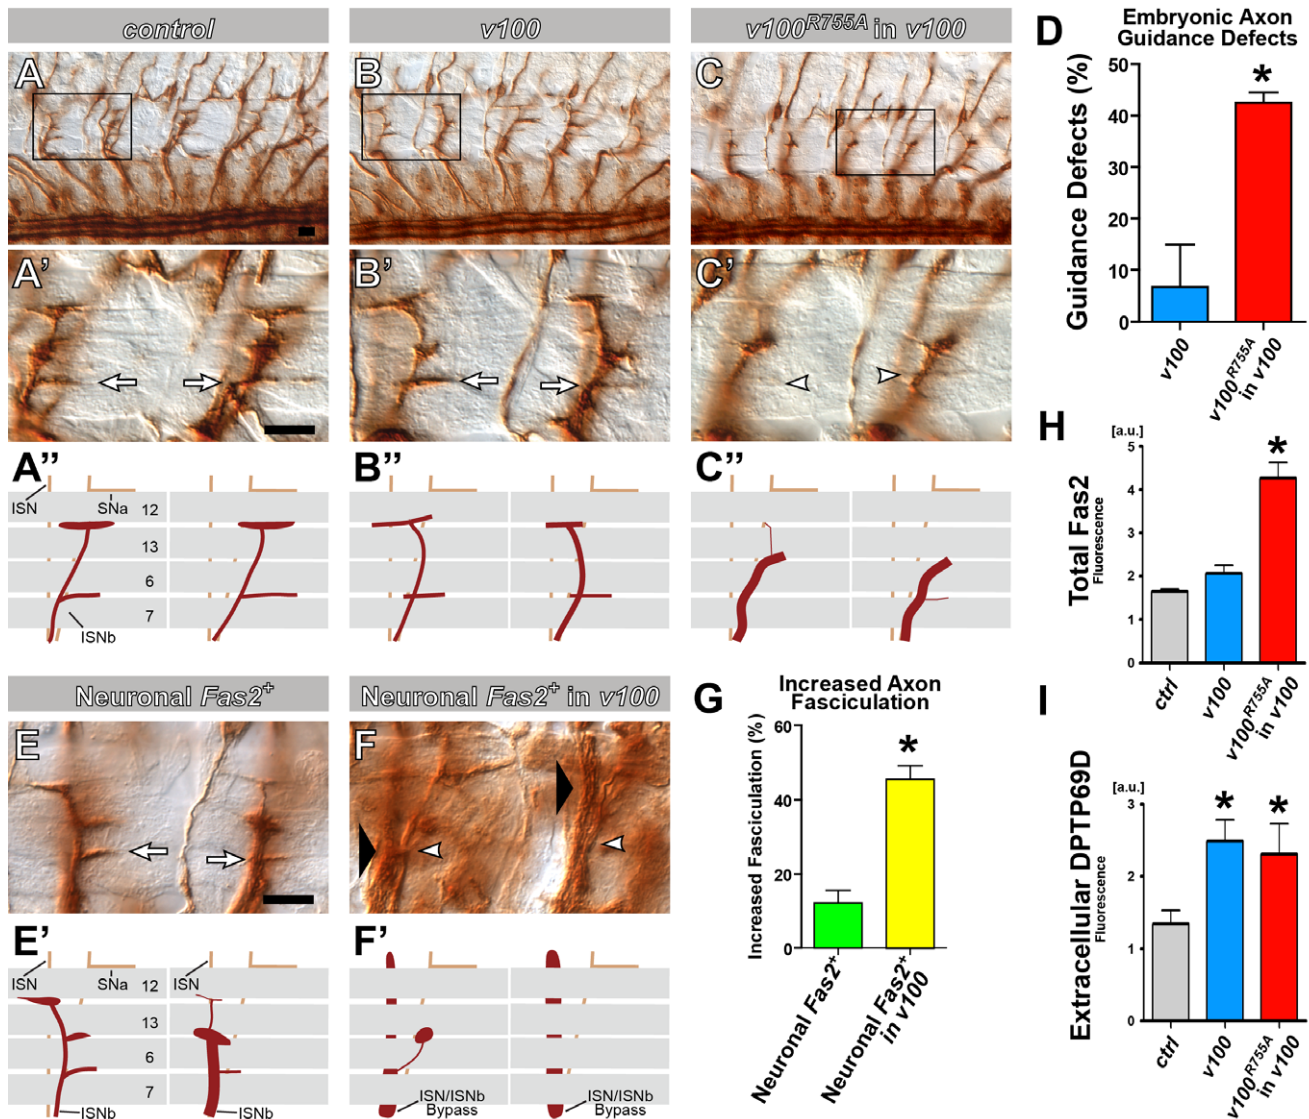 control
v100
v100R755A in v100
A
B
C
A'
B'
C'
A''
ISN
SNa
12
13
6
7
ISNb
B''
C''
D
Embryonic Axon
Guidance Defects
Guidance Defects (%)
50
40
30
20
10
0
*
v100
v100R755A
in v100
Neuronal Fas2+
Neuronal Fas2+ in v100
E
F
E'
ISN
SNa
12
ISN
13
6
7
ISNb
ISNb
F'
ISN/ISNb
Bypass
ISN/ISNb
Bypass
G
Increased Axon
Fasciculation
Increased Fasciculation (%)
60
40
20
0
*
Neuronal Fas2+
Neuronal Fas2+
in v100
H
[a.u.]
Total Fas2
Fluorescence
5
4
3
2
1
0
*
ctrl
v100
v100R755A
in v100
I
[a.u.]
Extracellular DPTP69D
Fluorescence
3
2
1
0
*
*
ctrl
v100
v100R755A
in v100